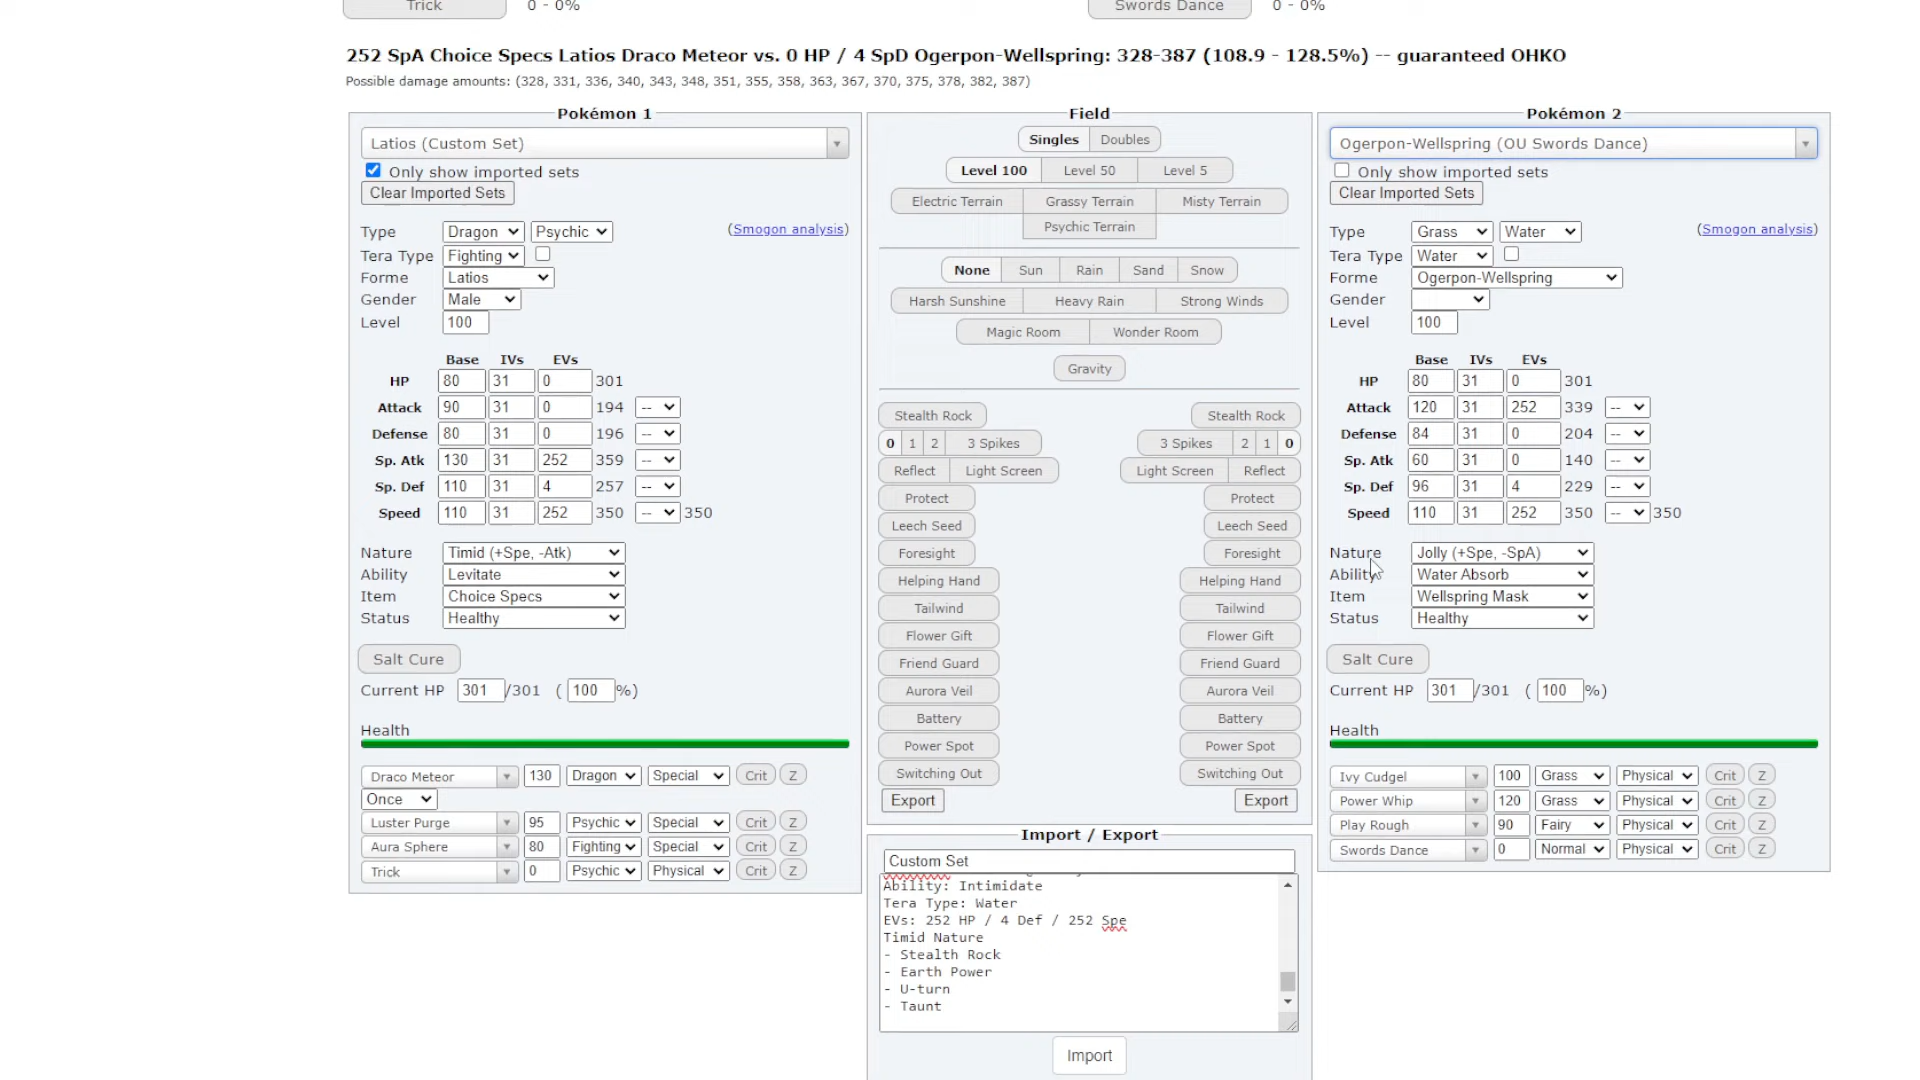 Trick 0 - 0% Swords Dance 0 - 0%
252 SpA Choice Specs Latios Draco Meteor vs. 0 HP / 4 SpD Ogerpon-Wellspring: 328-387 (108.9 - 128.5%) -- guaranteed OHKO
Possible damage amounts: (328, 331, 336, 340, 343, 348, 351, 355, 358, 363, 367, 370, 375, 378, 382, 387)
Pokémon 1
Latios (Custom Set)
Only show imported sets
Clear Imported Sets
Type Dragon Psychic (Smogon analysis)
Tera Type Fighting
Forme Latios
Gender Male
Level 100
Base IVs EVs
HP 80 31 0 301
Attack 90 31 0 194 --
Defense 80 31 0 196 --
Sp. Atk 130 31 252 359 --
Sp. Def 110 31 4 257 --
Speed 110 31 252 350 -- 350
Nature Timid (+Spe, -Atk)
Ability Levitate
Item Choice Specs
Status Healthy
Salt Cure
Current HP 301 /301 ( 100 %)
Health
Draco Meteor 130 Dragon Special Crit Z
Once
Luster Purge 95 Psychic Special Crit Z
Aura Sphere 80 Fighting Special Crit Z
Trick 0 Psychic Physical Crit Z
Field
Singles Doubles
Level 100 Level 50 Level 5
Electric Terrain Grassy Terrain Misty Terrain
Psychic Terrain
None Sun Rain Sand Snow
Harsh Sunshine Heavy Rain Strong Winds
Magic Room Wonder Room
Gravity
Stealth Rock Stealth Rock
0 1 2 3 Spikes 3 Spikes 2 1 0
Reflect Light Screen Light Screen Reflect
Protect Protect
Leech Seed Leech Seed
Foresight Foresight
Helping Hand Helping Hand
Tailwind Tailwind
Flower Gift Flower Gift
Friend Guard Friend Guard
Aurora Veil Aurora Veil
Battery Battery
Power Spot Power Spot
Switching Out Switching Out
Export Export
Import / Export
Custom Set
Ability: Intimidate
Tera Type: Water
EVs: 252 HP / 4 Def / 252 Spe
Timid Nature
- Stealth Rock
- Earth Power
- U-turn
- Taunt
Import
Pokémon 2
Ogerpon-Wellspring (OU Swords Dance)
Only show imported sets
Clear Imported Sets
Type Grass Water (Smogon analysis)
Tera Type Water
Forme Ogerpon-Wellspring
Gender
Level 100
Base IVs EVs
HP 80 31 0 301
Attack 120 31 252 339 --
Defense 84 31 0 204 --
Sp. Atk 60 31 0 140 --
Sp. Def 96 31 4 229 --
Speed 110 31 252 350 -- 350
Nature Jolly (+Spe, -SpA)
Ability Water Absorb
Item Wellspring Mask
Status Healthy
Salt Cure
Current HP 301 /301 ( 100 %)
Health
Ivy Cudgel 100 Grass Physical Crit Z
Power Whip 120 Grass Physical Crit Z
Play Rough 90 Fairy Physical Crit Z
Swords Dance 0 Normal Physical Crit Z